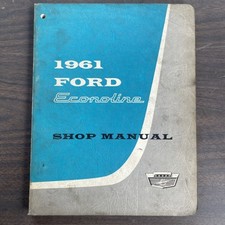 1961
FORD
Econoline
SHOP MANUAL